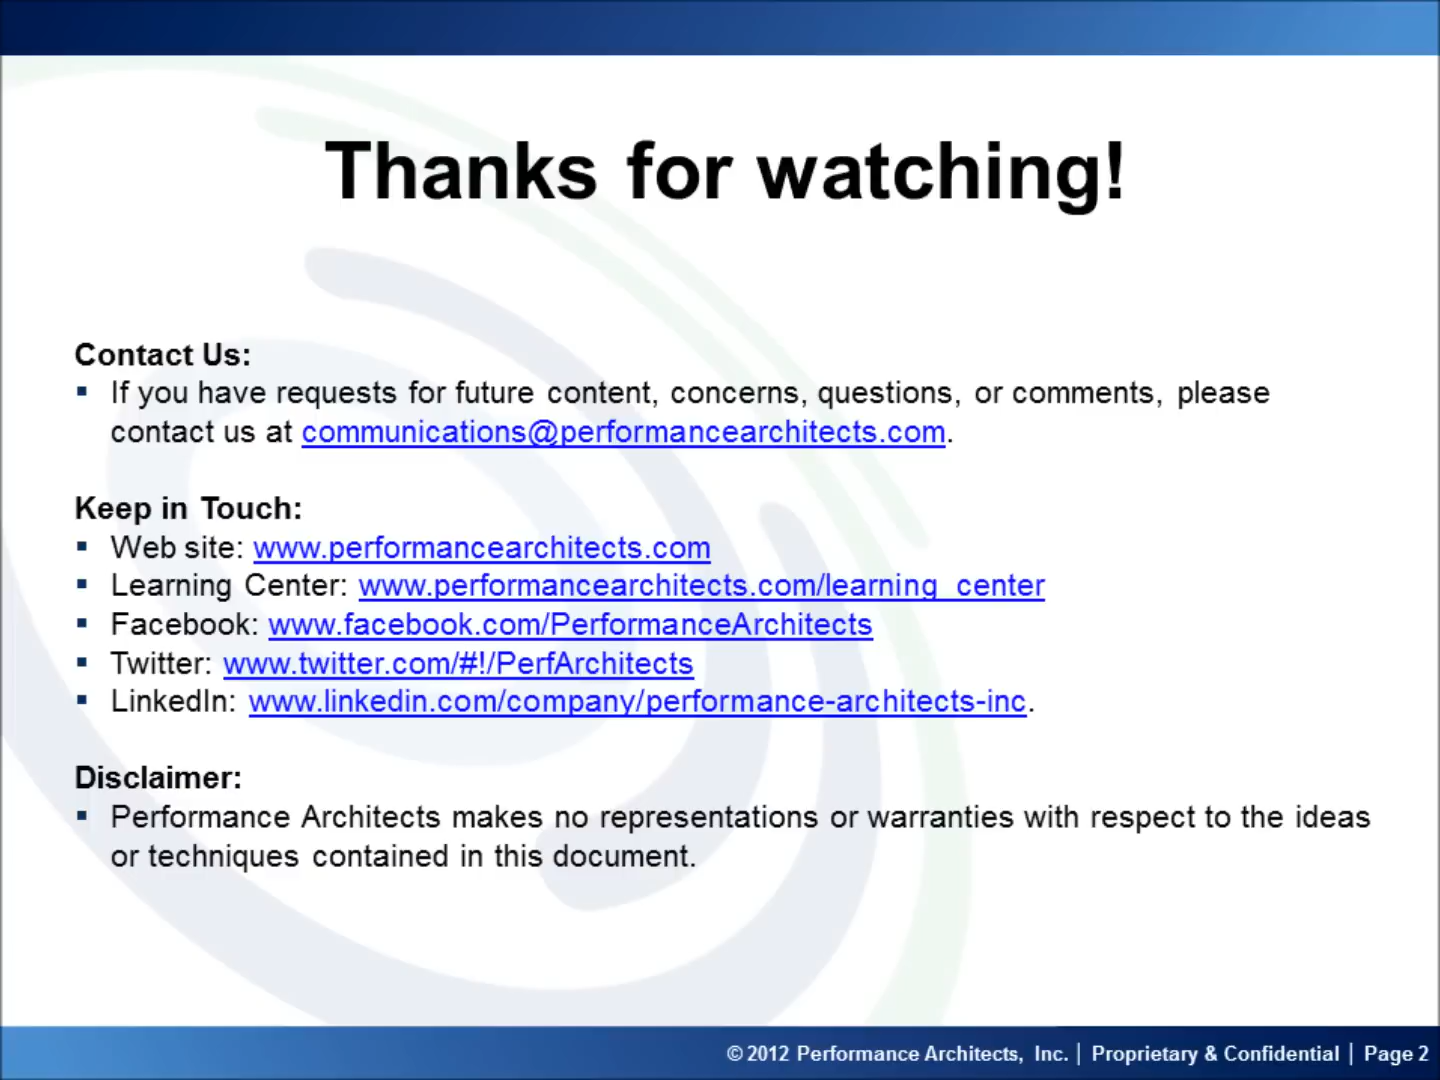 Thanks for watching!
Contact Us:
▪ If you have requests for future content, concerns, questions, or comments, please
contact us at communications@performancearchitects.com.
Keep in Touch:
▪ Web site: www.performancearchitects.com
▪ Learning Center: www.performancearchitects.com/learning_center
▪ Facebook: www.facebook.com/PerformanceArchitects
▪ Twitter: www.twitter.com/#!/PerfArchitects
▪ LinkedIn: www.linkedin.com/company/performance-architects-inc.
Disclaimer:
▪ Performance Architects makes no representations or warranties with respect to the ideas
or techniques contained in this document.
© 2012 Performance Architects, Inc. | Proprietary & Confidential | Page 2